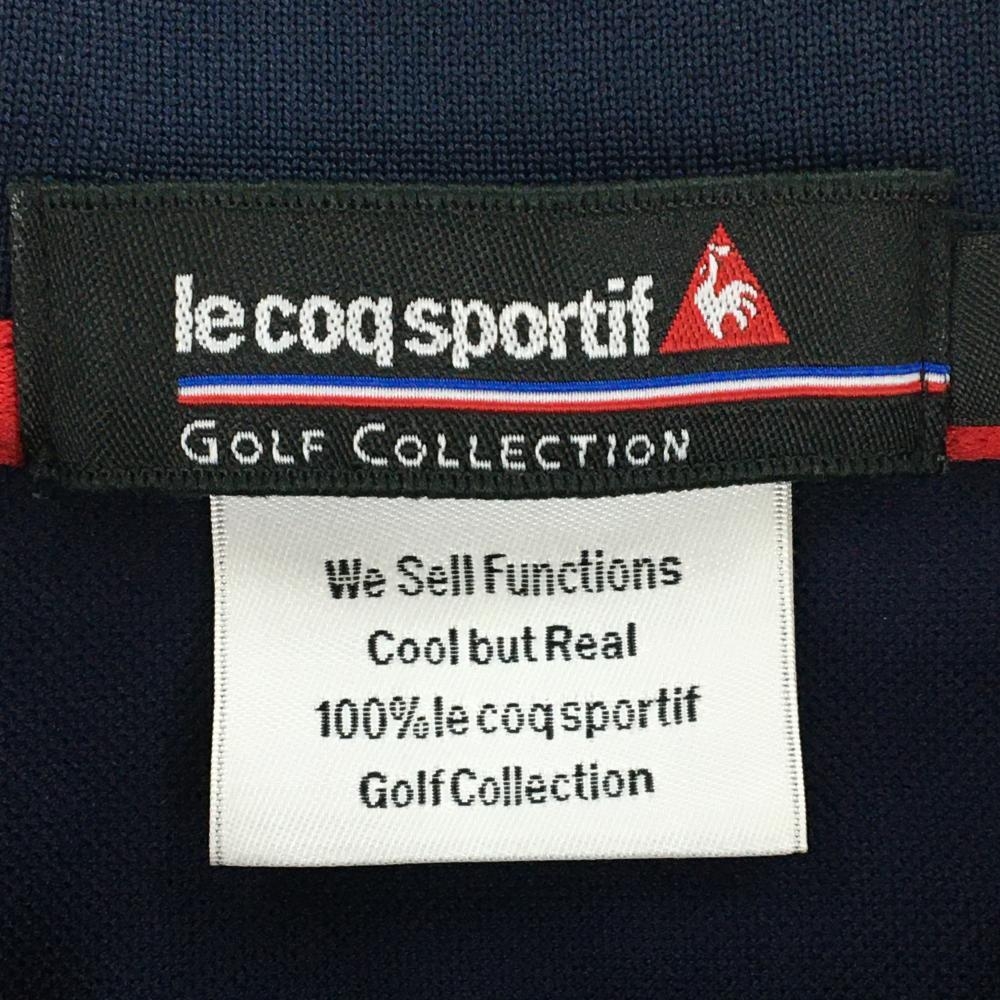 le coq sportif
GOLF COLLECTION
We Sell Functions
Cool but Real
100% le coq sportif
Golf Collection